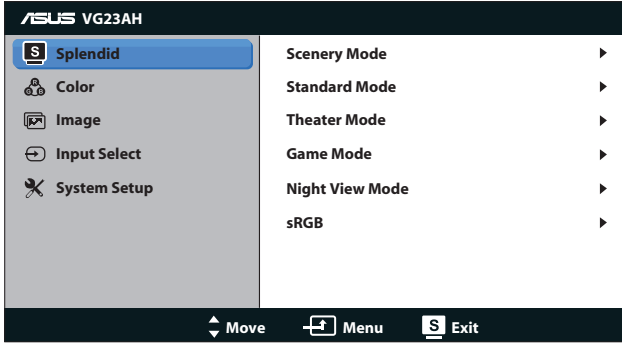 ASUS VG23AH
S Splendid
Color
Image
Input Select
System Setup
Scenery Mode
Standard Mode
Theater Mode
Game Mode
Night View Mode
sRGB
Move Menu S Exit